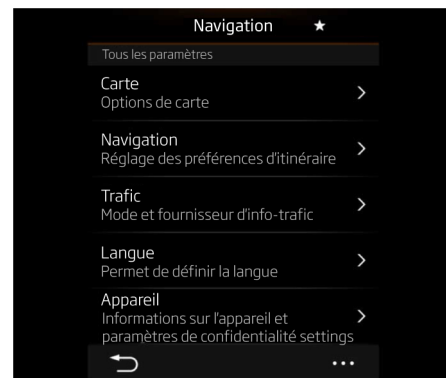 Navigation
Tous les paramètres
Carte
Options de carte
Navigation
Réglage des préférences d'itinéraire
Trafic
Mode et fournisseur d'info-trafic
Langue
Permet de définir la langue
Appareil
Informations sur l'appareil et
paramètres de confidentialité settings